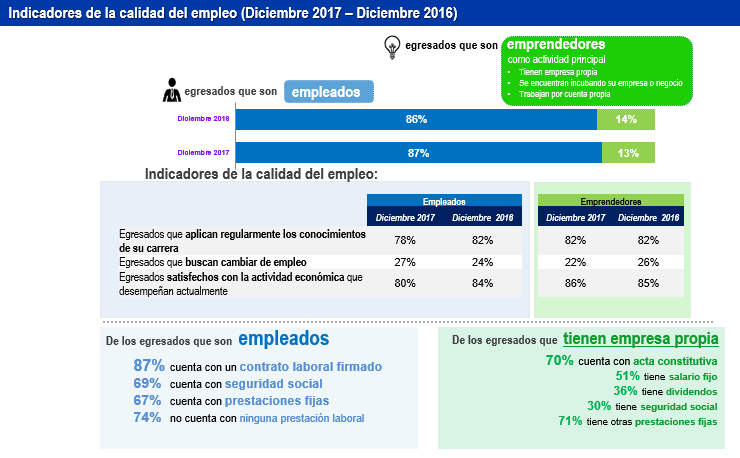 Indicadores de la calidad del empleo (Diciembre 2017 – Diciembre 2016)
egresados que son emprendedores
como actividad principal
• Tienen empresa propia
• Se encuentran incubando su empresa o negocio
• Trabajan por cuenta propia
egresados que son empleados
Diciembre 2016 86% 14%
Diciembre 2017 87% 13%
Indicadores de la calidad del empleo:
Empleados Emprendedores
Diciembre 2017 Diciembre 2016 Diciembre 2017 Diciembre 2016
Egresados que aplican regularmente los conocimientos
de su carrera 78% 82% 82% 82%
Egresados que buscan cambiar de empleo 27% 24% 22% 26%
Egresados satisfechos con la actividad económica que
desempeñan actualmente 80% 84% 86% 85%
De los egresados que son empleados
87% cuenta con un contrato laboral firmado
69% cuenta con seguridad social
67% cuenta con prestaciones fijas
74% no cuenta con ninguna prestación laboral
De los egresados que tienen empresa propia
70% cuenta con acta constitutiva
51% tiene salario fijo
36% tiene dividendos
30% tiene seguridad social
71% tiene otras prestaciones fijas